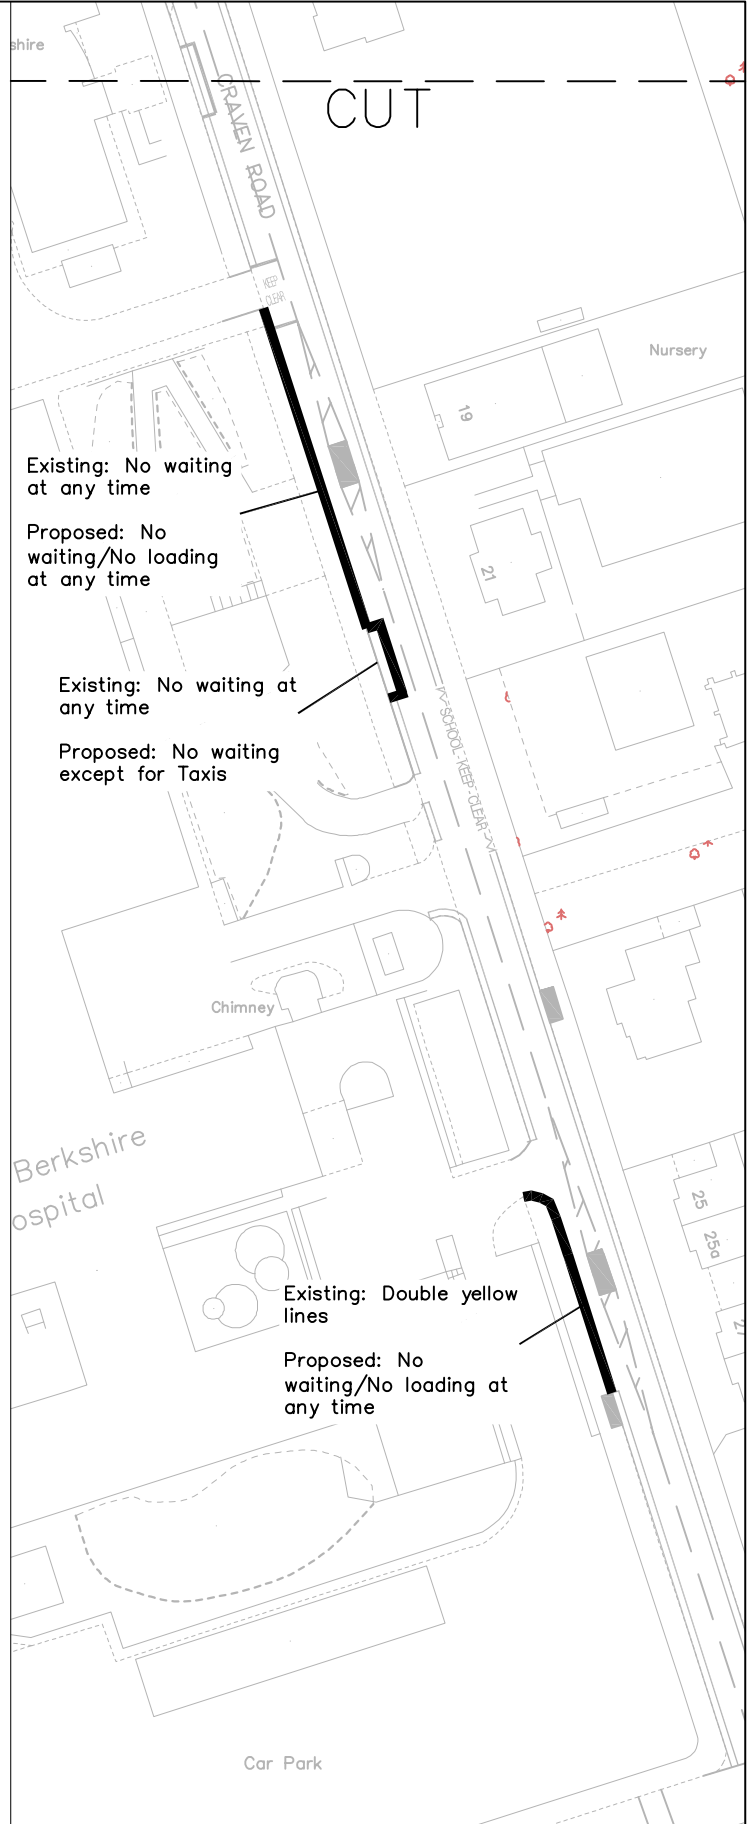 shire
CUT
CRAVEN ROAD
KEEP
CLEAR
Nursery
19
Existing: No waiting
at any time
Proposed: No
waiting/No loading
at any time
21
Existing: No waiting at
any time
Proposed: No waiting
except for Taxis
SCHOOL KEEP CLEAR
Chimney
Berkshire
ospital
25
25a
Existing: Double yellow
lines
Proposed: No
waiting/No loading at
any time
Car Park